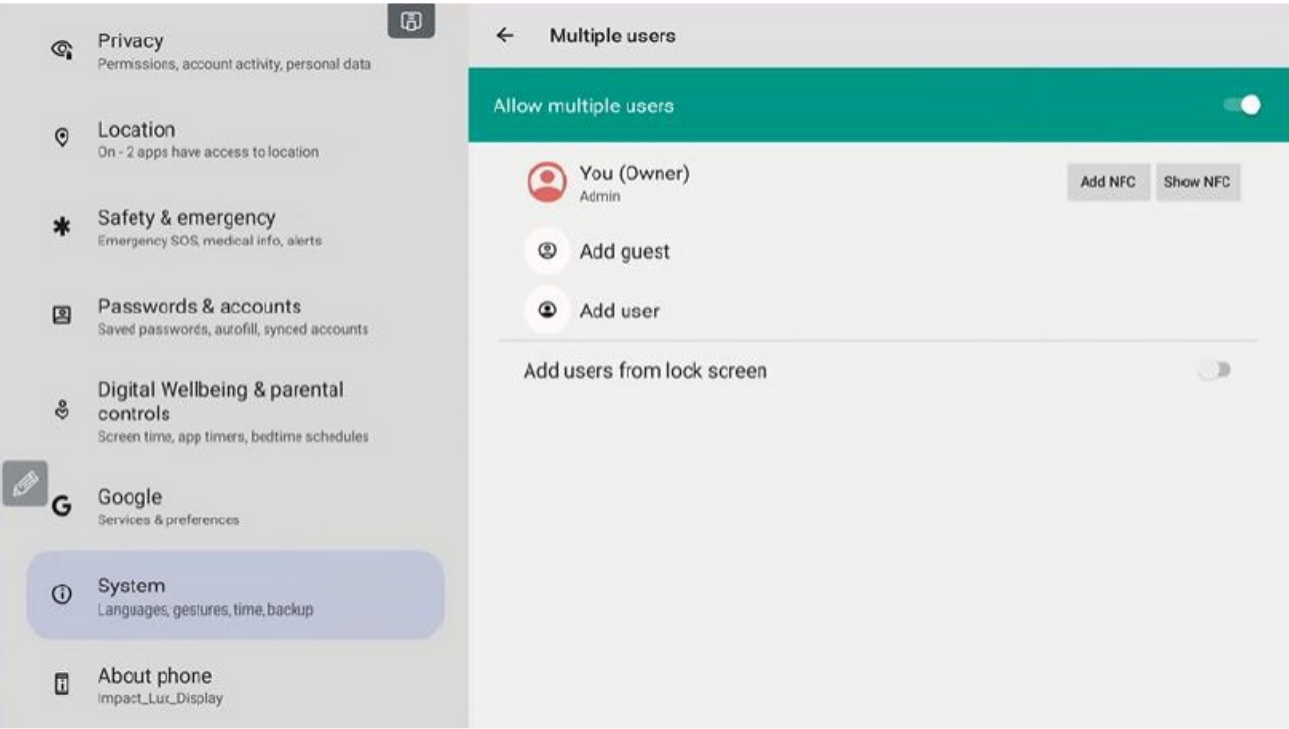 Privacy
Permissions, account activity, personal data
Location
On - 2 apps have access to location
Safety & emergency
Emergency SOS, medical info, alerts
Passwords & accounts
Saved passwords, autofill, synced accounts
Digital Wellbeing & parental
controls
Screen time, app timers, bedtime schedules
Google
Services & preferences
System
Languages, gestures, time, backup
About phone
Impact_Lux_Display
Multiple users
Allow multiple users
You (Owner)
Admin
Add NFC
Show NFC
Add guest
Add user
Add users from lock screen